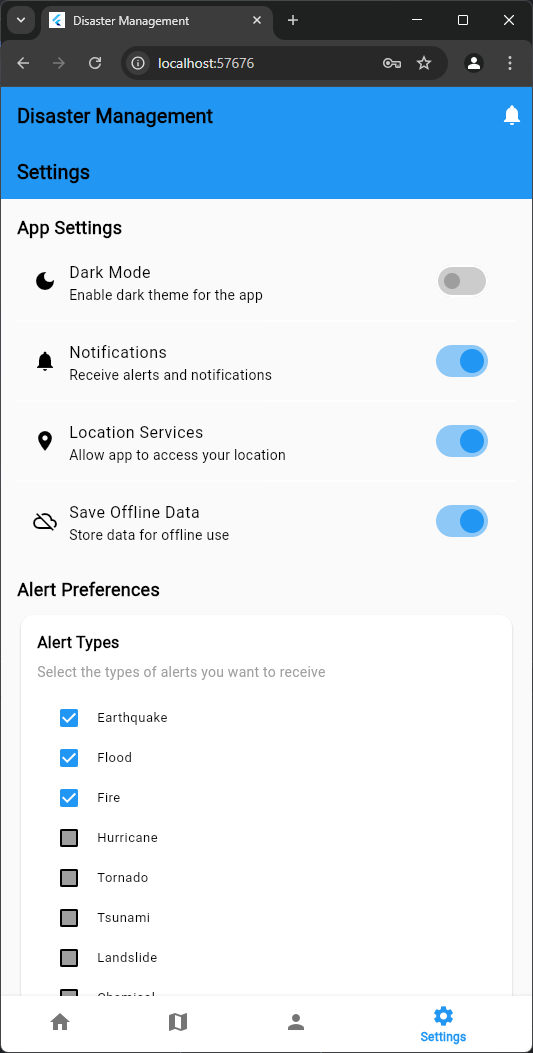 Disaster Management
localhost:57676
Disaster Management
Settings
App Settings
Dark Mode
Enable dark theme for the app
Notifications
Receive alerts and notifications
Location Services
Allow app to access your location
Save Offline Data
Store data for offline use
Alert Preferences
Alert Types
Select the types of alerts you want to receive
Earthquake
Flood
Fire
Hurricane
Tornado
Tsunami
Landslide
Chemical
Settings